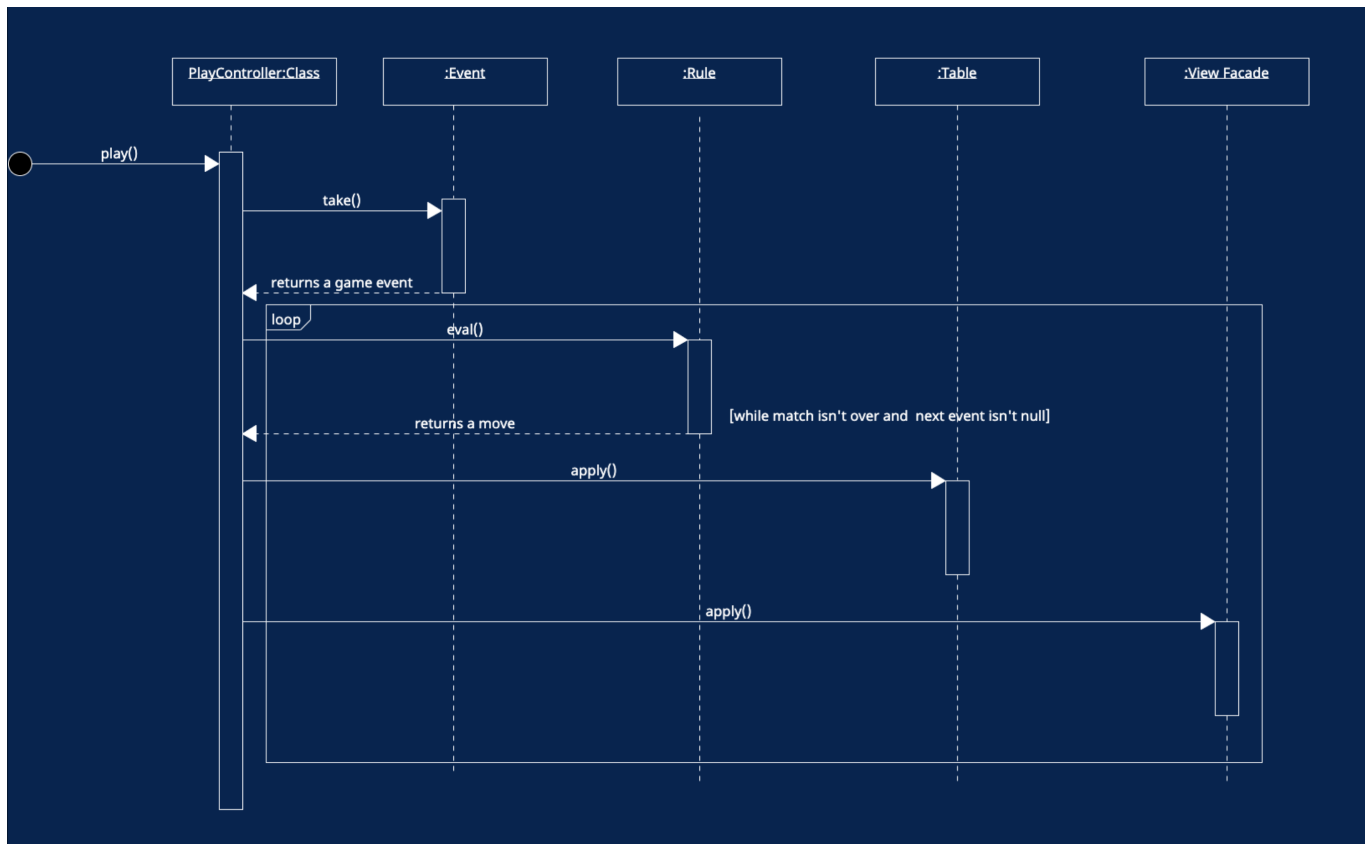 PlayController:Class
:Event
:Rule
:Table
:View Facade
play()
take()
returns a game event
loop
eval()
[while match isn't over and  next event isn't null]
returns a move
apply()
apply()